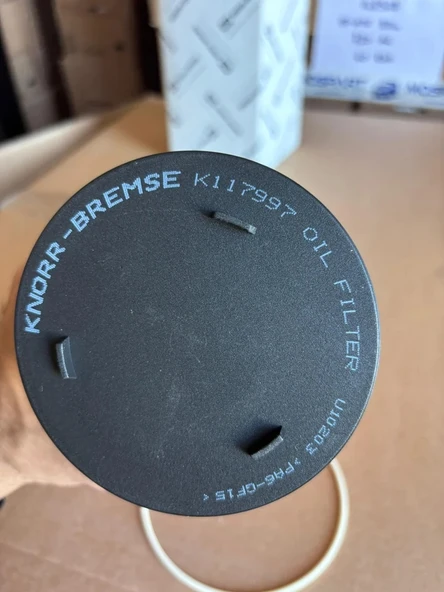 KNORR-BREMSE K117997 OIL FILTER U10203 >PA6-GF15<